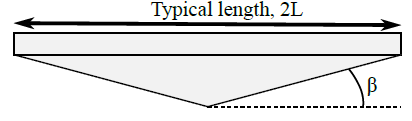 Typical length, 2L
β